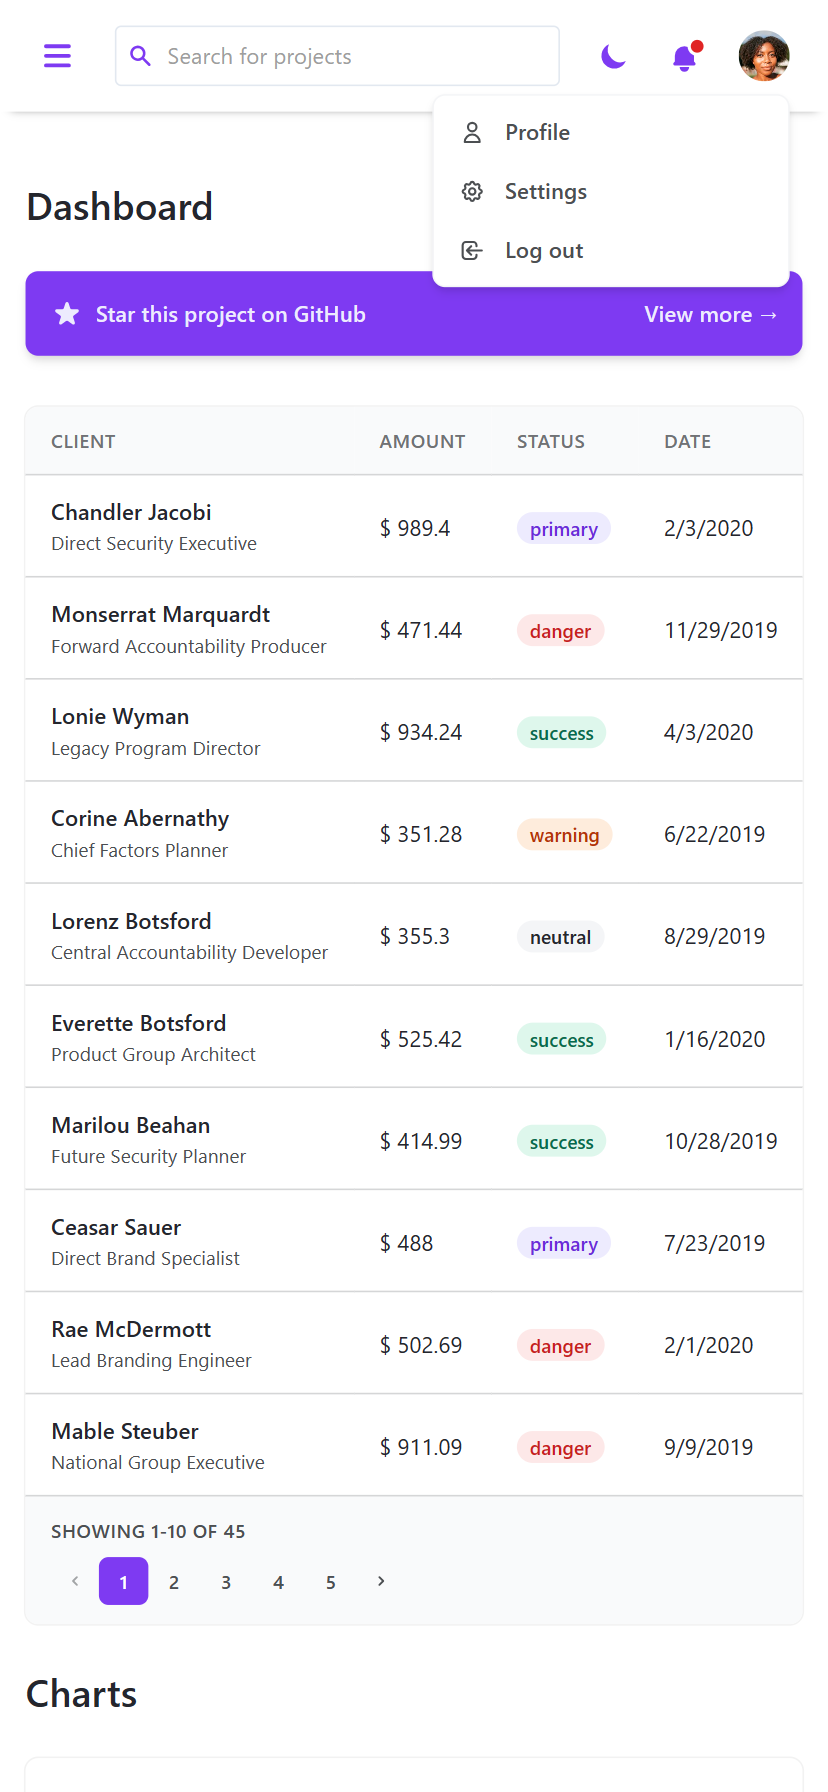 Search for projects
Profile
Settings
Log out
Dashboard
Star this project on GitHub View more →
CLIENT AMOUNT STATUS DATE
Chandler Jacobi
Direct Security Executive
$ 989.4 primary 2/3/2020
Monserrat Marquardt
Forward Accountability Producer
$ 471.44 danger 11/29/2019
Lonie Wyman
Legacy Program Director
$ 934.24 success 4/3/2020
Corine Abernathy
Chief Factors Planner
$ 351.28 warning 6/22/2019
Lorenz Botsford
Central Accountability Developer
$ 355.3 neutral 8/29/2019
Everette Botsford
Product Group Architect
$ 525.42 success 1/16/2020
Marilou Beahan
Future Security Planner
$ 414.99 success 10/28/2019
Ceasar Sauer
Direct Brand Specialist
$ 488 primary 7/23/2019
Rae McDermott
Lead Branding Engineer
$ 502.69 danger 2/1/2020
Mable Steuber
National Group Executive
$ 911.09 danger 9/9/2019
SHOWING 1-10 OF 45
1 2 3 4 5
Charts